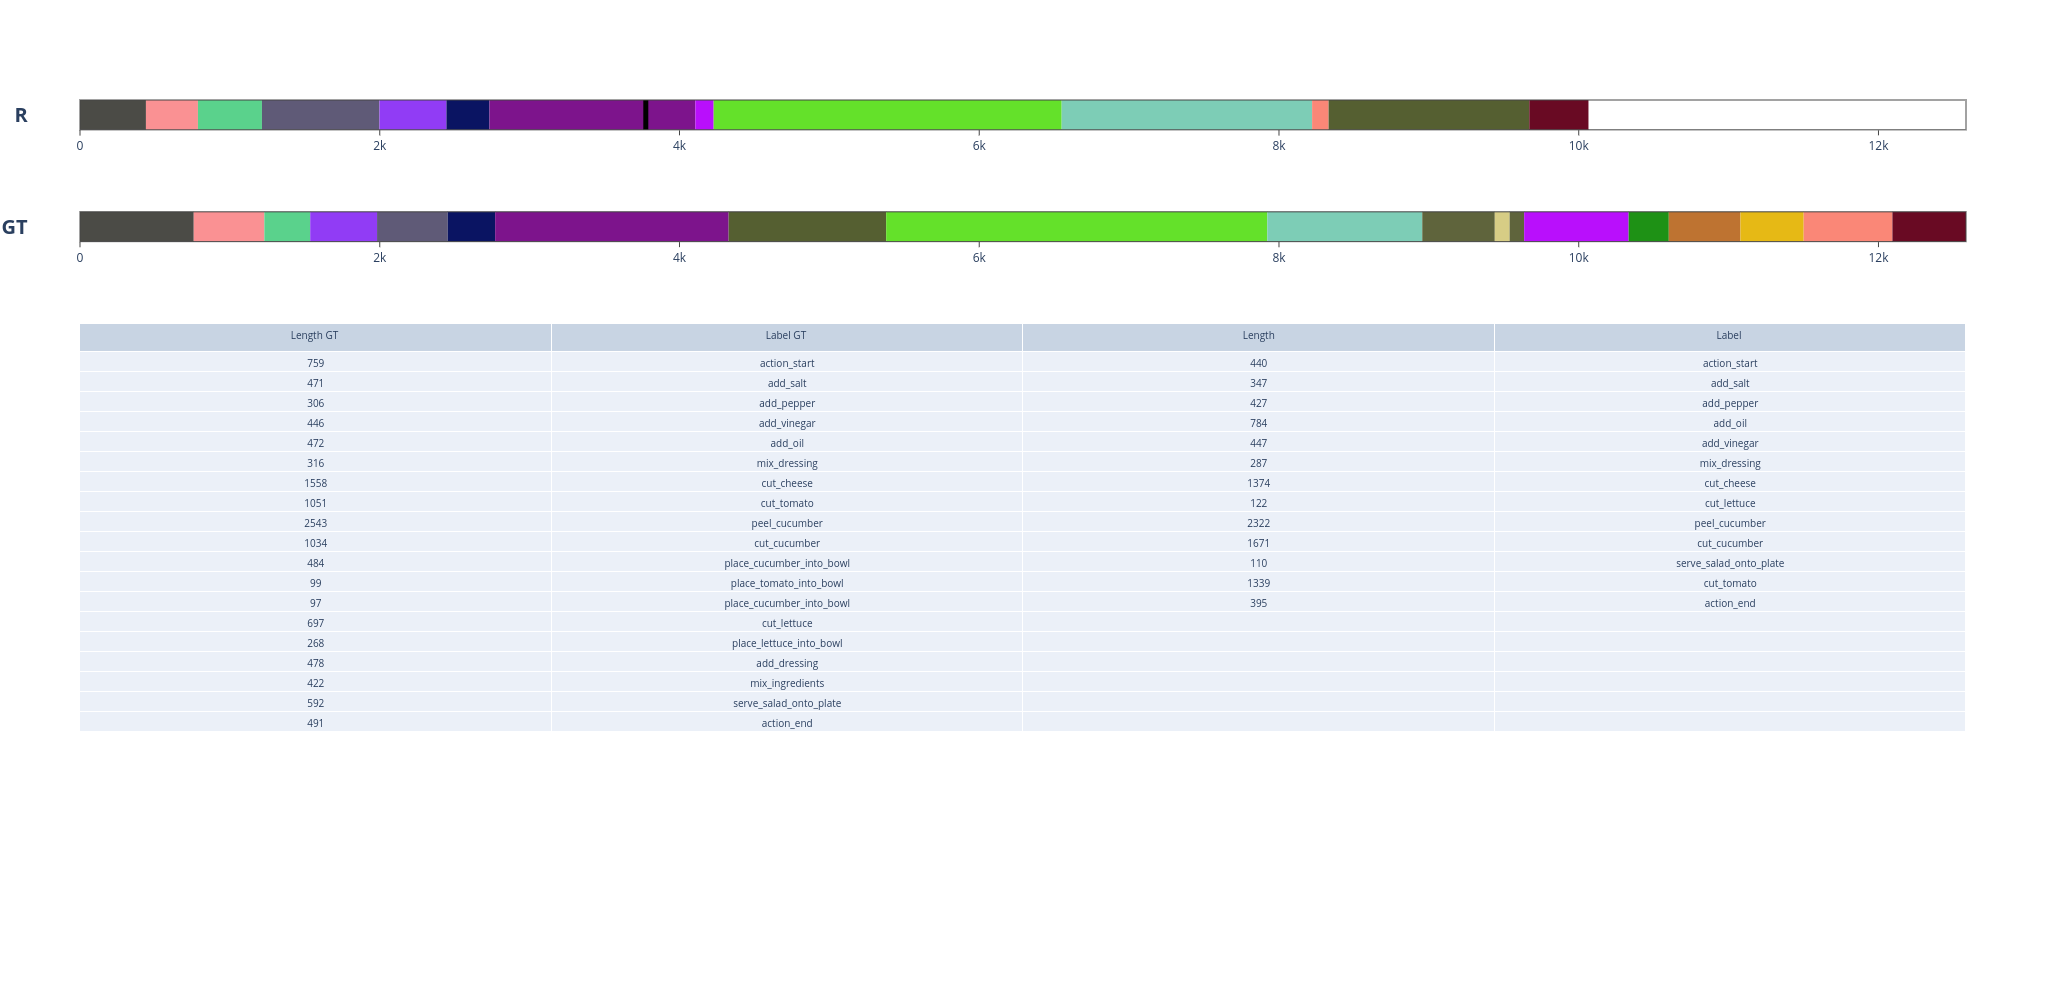 R
0 2k 4k 6k 8k 10k 12k
GT
0 2k 4k 6k 8k 10k 12k
Length GT Label GT Length Label
759 action_start 440 action_start
471 add_salt 347 add_salt
306 add_pepper 427 add_pepper
446 add_vinegar 784 add_oil
472 add_oil 447 add_vinegar
316 mix_dressing 287 mix_dressing
1558 cut_cheese 1374 cut_cheese
1051 cut_tomato 122 cut_lettuce
2543 peel_cucumber 2322 peel_cucumber
1034 cut_cucumber 1671 cut_cucumber
484 place_cucumber_into_bowl 110 serve_salad_onto_plate
99 place_tomato_into_bowl 1339 cut_tomato
97 place_cucumber_into_bowl 395 action_end
697 cut_lettuce
268 place_lettuce_into_bowl
478 add_dressing
422 mix_ingredients
592 serve_salad_onto_plate
491 action_end